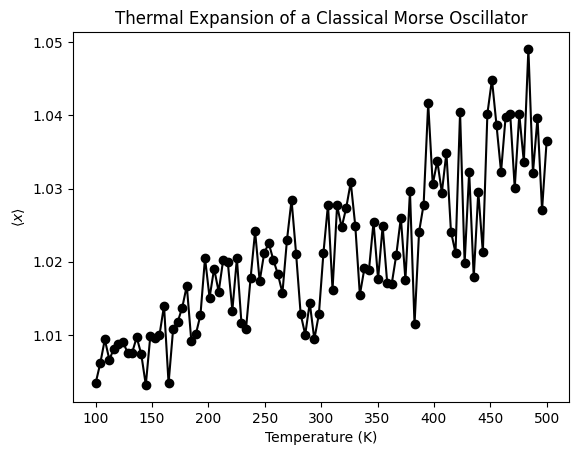 Thermal Expansion of a Classical Morse Oscillator
1.05
1.04
1.03
1.02
1.01
⟨x⟩
100 150 200 250 300 350 400 450 500
Temperature (K)